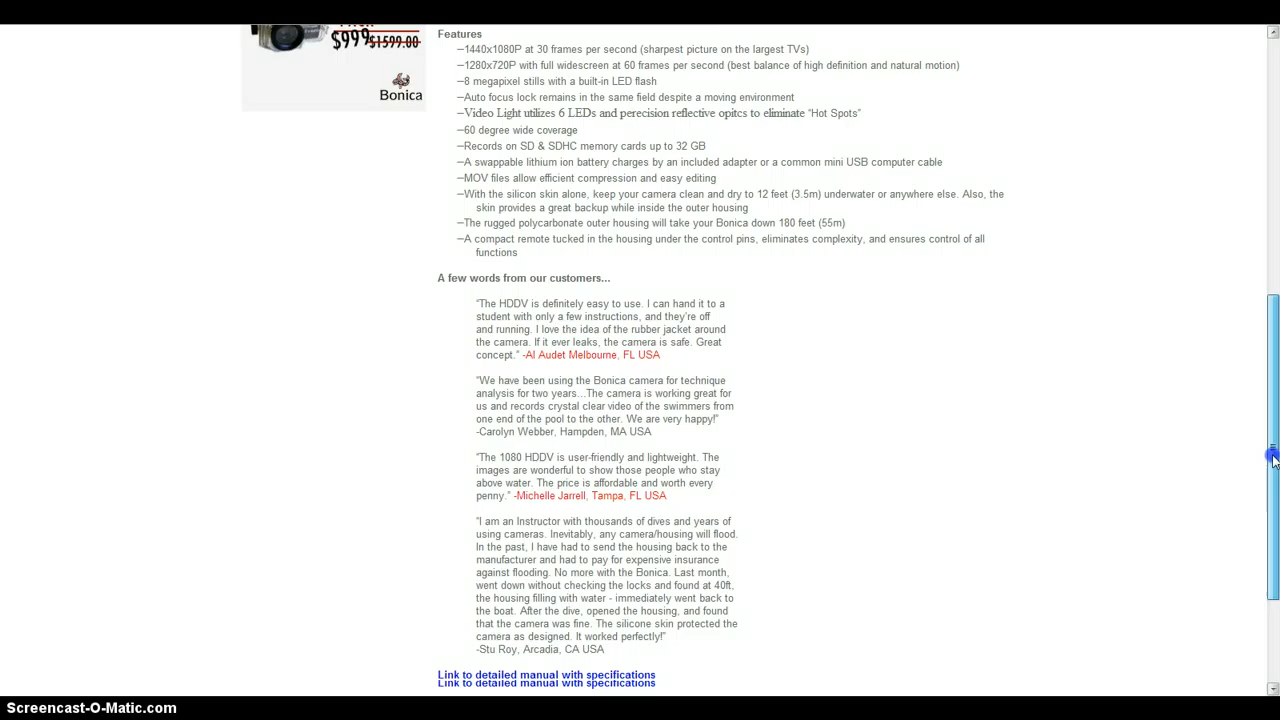 $999 $1599.00
Bonica
Features
–1440x1080P at 30 frames per second (sharpest picture on the largest TVs)
–1280x720P with full widescreen at 60 frames per second (best balance of high definition and natural motion)
–8 megapixel stills with a built-in LED flash
–Auto focus lock remains in the same field despite a moving environment
–Video Light utilizes 6 LEDs and perecision reflective opitcs to eliminate “Hot Spots”
–60 degree wide coverage
–Records on SD & SDHC memory cards up to 32 GB
–A swappable lithium ion battery charges by an included adapter or a common mini USB computer cable
–MOV files allow efficient compression and easy editing
–With the silicon skin alone, keep your camera clean and dry to 12 feet (3.5m) underwater or anywhere else. Also, the
skin provides a great backup while inside the outer housing
–The rugged polycarbonate outer housing will take your Bonica down 180 feet (55m)
–A compact remote tucked in the housing under the control pins, eliminates complexity, and ensures control of all
functions
A few words from our customers...
“The HDDV is definitely easy to use. I can hand it to a
student with only a few instructions, and they’re off
and running. I love the idea of the rubber jacket around
the camera. If it ever leaks, the camera is safe. Great
concept.” -Al Audet Melbourne, FL USA
“We have been using the Bonica camera for technique
analysis for two years...The camera is working great for
us and records crystal clear video of the swimmers from
one end of the pool to the other. We are very happy!”
-Carolyn Webber, Hampden, MA USA
“The 1080 HDDV is user-friendly and lightweight. The
images are wonderful to show those people who stay
above water. The price is affordable and worth every
penny.” -Michelle Jarrell, Tampa, FL USA
“I am an Instructor with thousands of dives and years of
using cameras. Inevitably, any camera/housing will flood.
In the past, I have had to send the housing back to the
manufacturer and had to pay for expensive insurance
against flooding. No more with the Bonica. Last month,
went down without checking the locks and found at 40ft,
the housing filling with water - immediately went back to
the boat. After the dive, opened the housing, and found
that the camera was fine. The silicone skin protected the
camera as designed. It worked perfectly!”
-Stu Roy, Arcadia, CA USA
Link to detailed manual with specifications
Link to detailed manual with specifications
Screencast-O-Matic.com